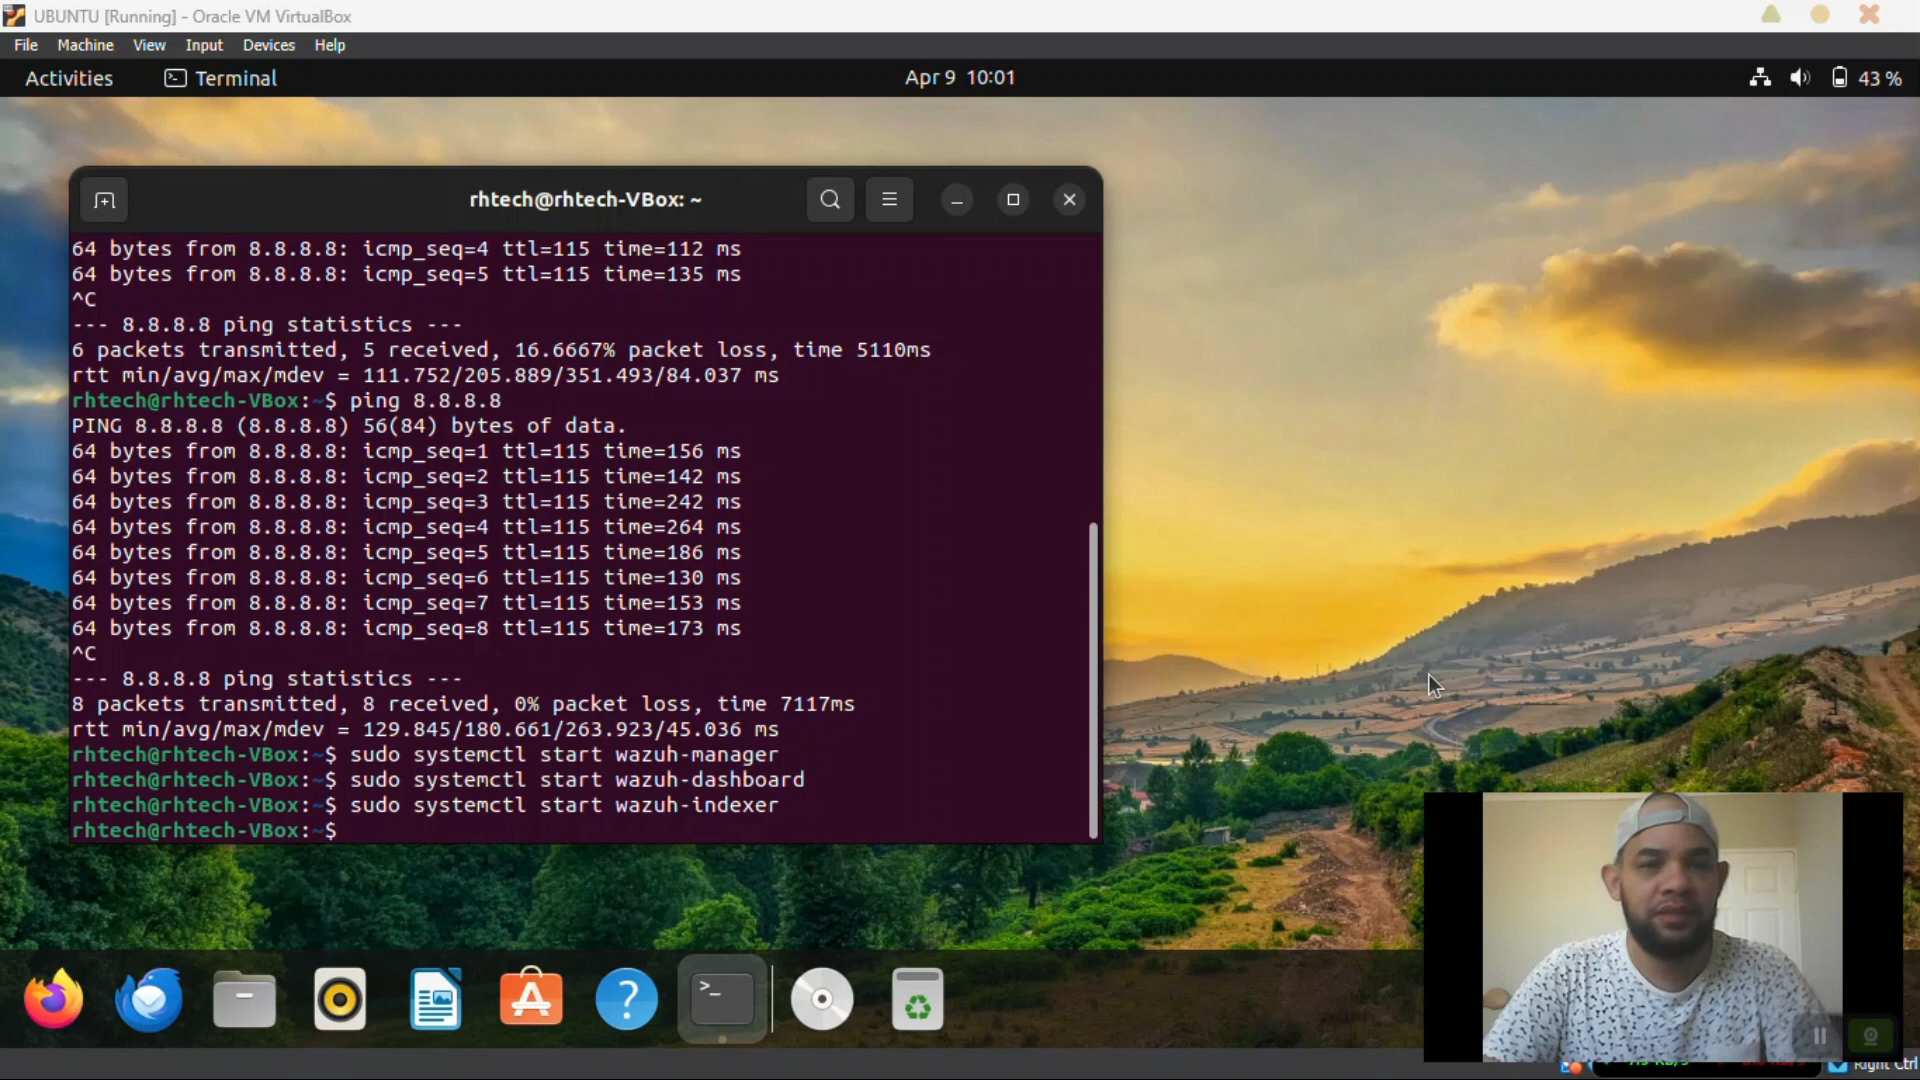 UBUNTU [Running] - Oracle VM VirtualBox
File Machine View Input Devices Help
Activities Terminal Apr 9 10:01 43 %
rhtech@rhtech-VBox: ~
64 bytes from 8.8.8.8: icmp_seq=4 ttl=115 time=112 ms
64 bytes from 8.8.8.8: icmp_seq=5 ttl=115 time=135 ms
^C
--- 8.8.8.8 ping statistics ---
6 packets transmitted, 5 received, 16.6667% packet loss, time 5110ms
rtt min/avg/max/mdev = 111.752/205.889/351.493/84.037 ms
rhtech@rhtech-VBox:~$ ping 8.8.8.8
PING 8.8.8.8 (8.8.8.8) 56(84) bytes of data.
64 bytes from 8.8.8.8: icmp_seq=1 ttl=115 time=156 ms
64 bytes from 8.8.8.8: icmp_seq=2 ttl=115 time=142 ms
64 bytes from 8.8.8.8: icmp_seq=3 ttl=115 time=242 ms
64 bytes from 8.8.8.8: icmp_seq=4 ttl=115 time=264 ms
64 bytes from 8.8.8.8: icmp_seq=5 ttl=115 time=186 ms
64 bytes from 8.8.8.8: icmp_seq=6 ttl=115 time=130 ms
64 bytes from 8.8.8.8: icmp_seq=7 ttl=115 time=153 ms
64 bytes from 8.8.8.8: icmp_seq=8 ttl=115 time=173 ms
^C
--- 8.8.8.8 ping statistics ---
8 packets transmitted, 8 received, 0% packet loss, time 7117ms
rtt min/avg/max/mdev = 129.845/180.661/263.923/45.036 ms
rhtech@rhtech-VBox:~$ sudo systemctl start wazuh-manager
rhtech@rhtech-VBox:~$ sudo systemctl start wazuh-dashboard
rhtech@rhtech-VBox:~$ sudo systemctl start wazuh-indexer
rhtech@rhtech-VBox:~$
Right Ctrl